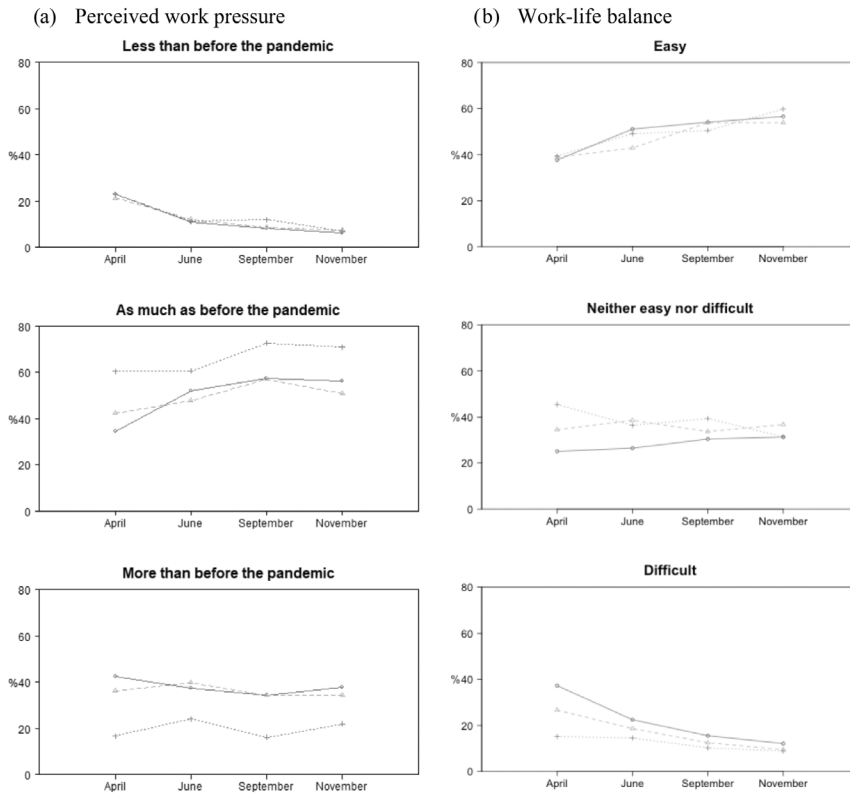 (a) Perceived work pressure
Less than before the pandemic
80
60
%40
20
0
April June September November
As much as before the pandemic
80
60
%40
20
0
April June September November
More than before the pandemic
80
60
%40
20
0
April June September November
(b) Work-life balance
Easy
80
60
%40
20
0
April June September November
Neither easy nor difficult
80
60
%40
20
0
April June September November
Difficult
80
60
%40
20
0
April June September November